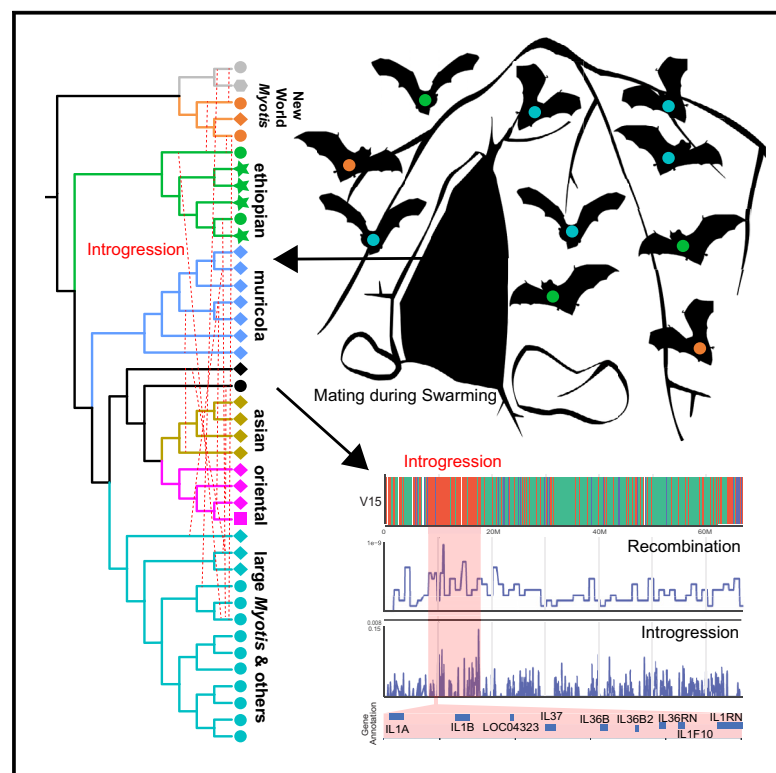 New
World
Myotis
ethiopian
Introgression
muricola
asian
oriental
large Myotis & others
Mating during Swarming
Introgression
V15
0
20M
40M
60M
Recombination
1e−9
Introgression
0.008
0.15
Gene
Annotation
IL1A
IL1B
LOC04323
IL37
IL36B
IL36B2
IL36RN
IL1F10
IL1RN